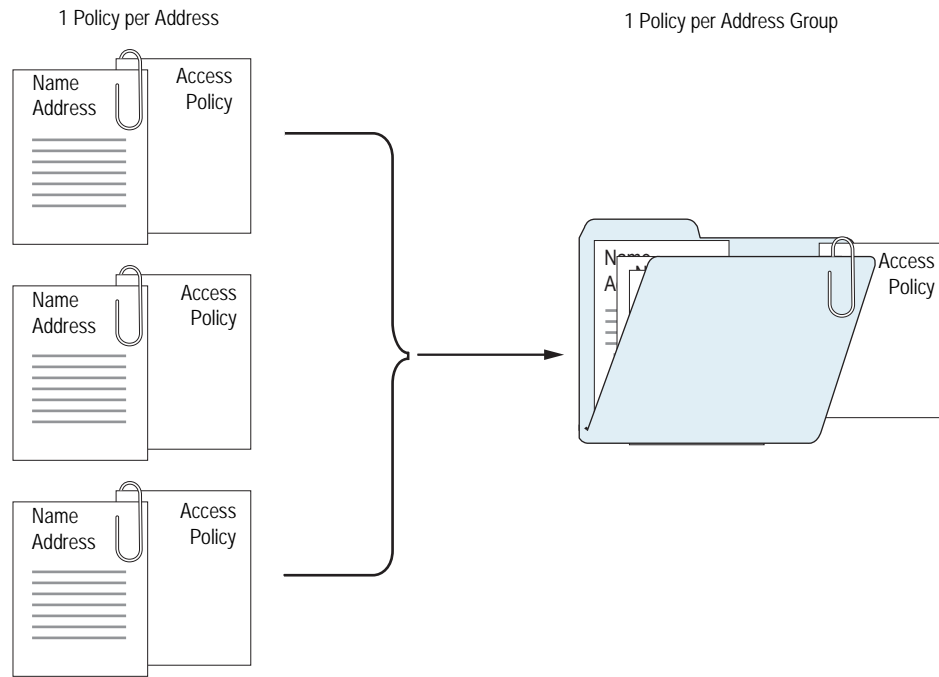 1 Policy per Address
1 Policy per Address Group
Name
Address
Access
Policy
Name
Address
Access
Policy
Name
Address
Access
Policy
Access
Policy